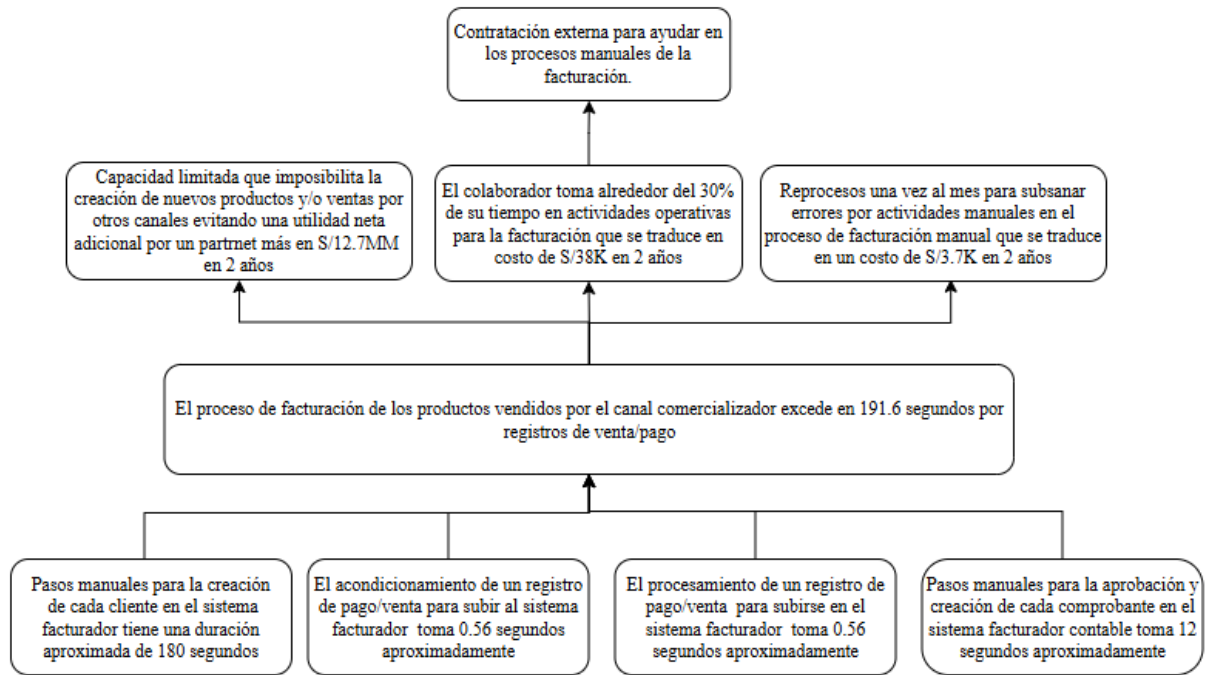 Contratación externa para ayudar en
los procesos manuales de la
facturación.
Capacidad limitada que imposibilita la
creación de nuevos productos y/o ventas por
otros canales evitando una utilidad neta
adicional por un partrnet más en S/12.7MM
en 2 años
El colaborador toma alrededor del 30%
de su tiempo en actividades operativas
para la facturación que se traduce en
costo de S/38K en 2 años
Reprocesos una vez al mes para subsanar
errores por actividades manuales en el
proceso de facturación manual que se traduce
en un costo de S/3.7K en 2 años
El proceso de facturación de los productos vendidos por el canal comercializador excede en 191.6 segundos por
registros de venta/pago
Pasos manuales para la creación
de cada cliente en el sistema
facturador tiene una duración
aproximada de 180 segundos
El acondicionamiento de un registro
de pago/venta para subir al sistema
facturador toma 0.56 segundos
aproximadamente
El procesamiento de un registro de
pago/venta para subirse en el
sistema facturador toma 0.56
segundos aproximadamente
Pasos manuales para la aprobación y
creación de cada comprobante en el
sistema facturador contable toma 12
segundos aproximadamente